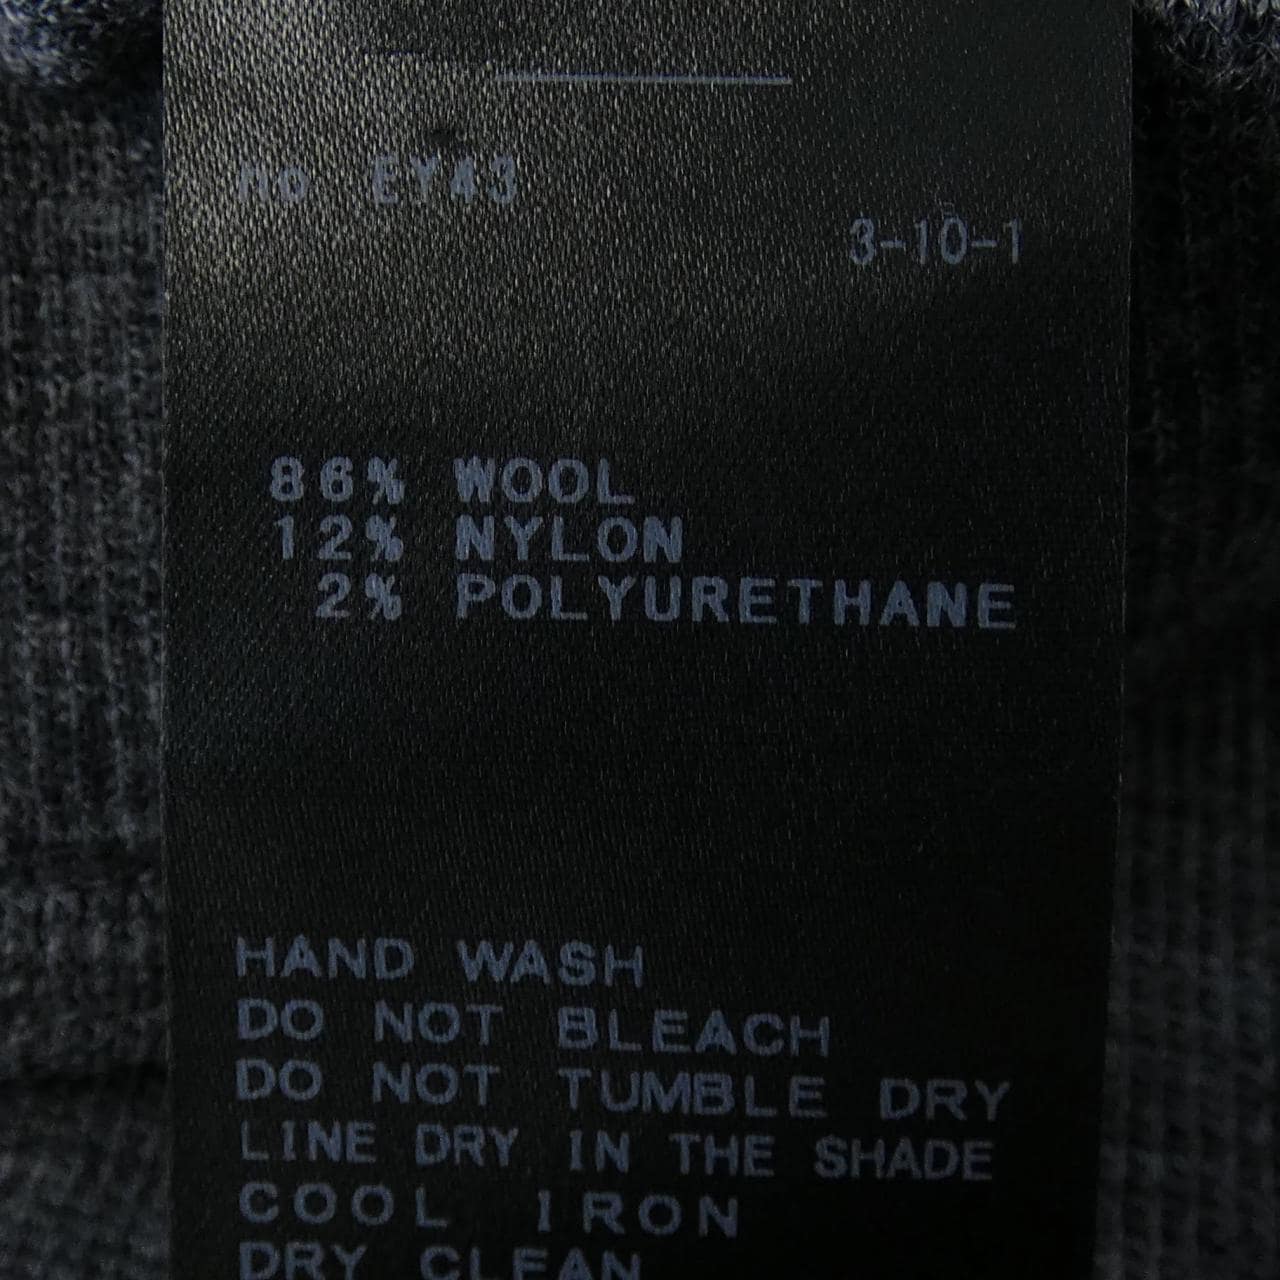 no EY43
3-10-1
86% WOOL
12% NYLON
2% POLYURETHANE
HAND WASH
DO NOT BLEACH
DO NOT TUMBLE DRY
LINE DRY IN THE SHADE
COOL IRON
DRY CLEAN